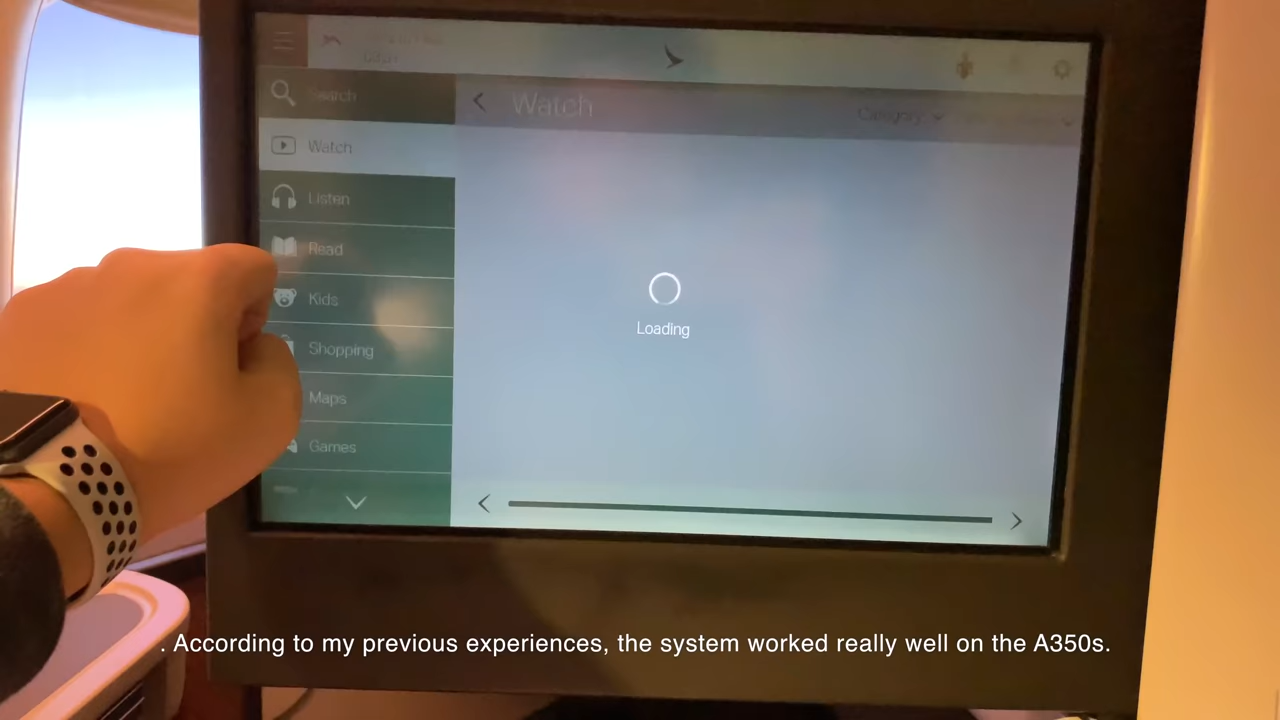 Search
Watch
Category
Watch
Listen
Read
Kids
Loading
Shopping
Maps
Games
. According to my previous experiences, the system worked really well on the A350s.